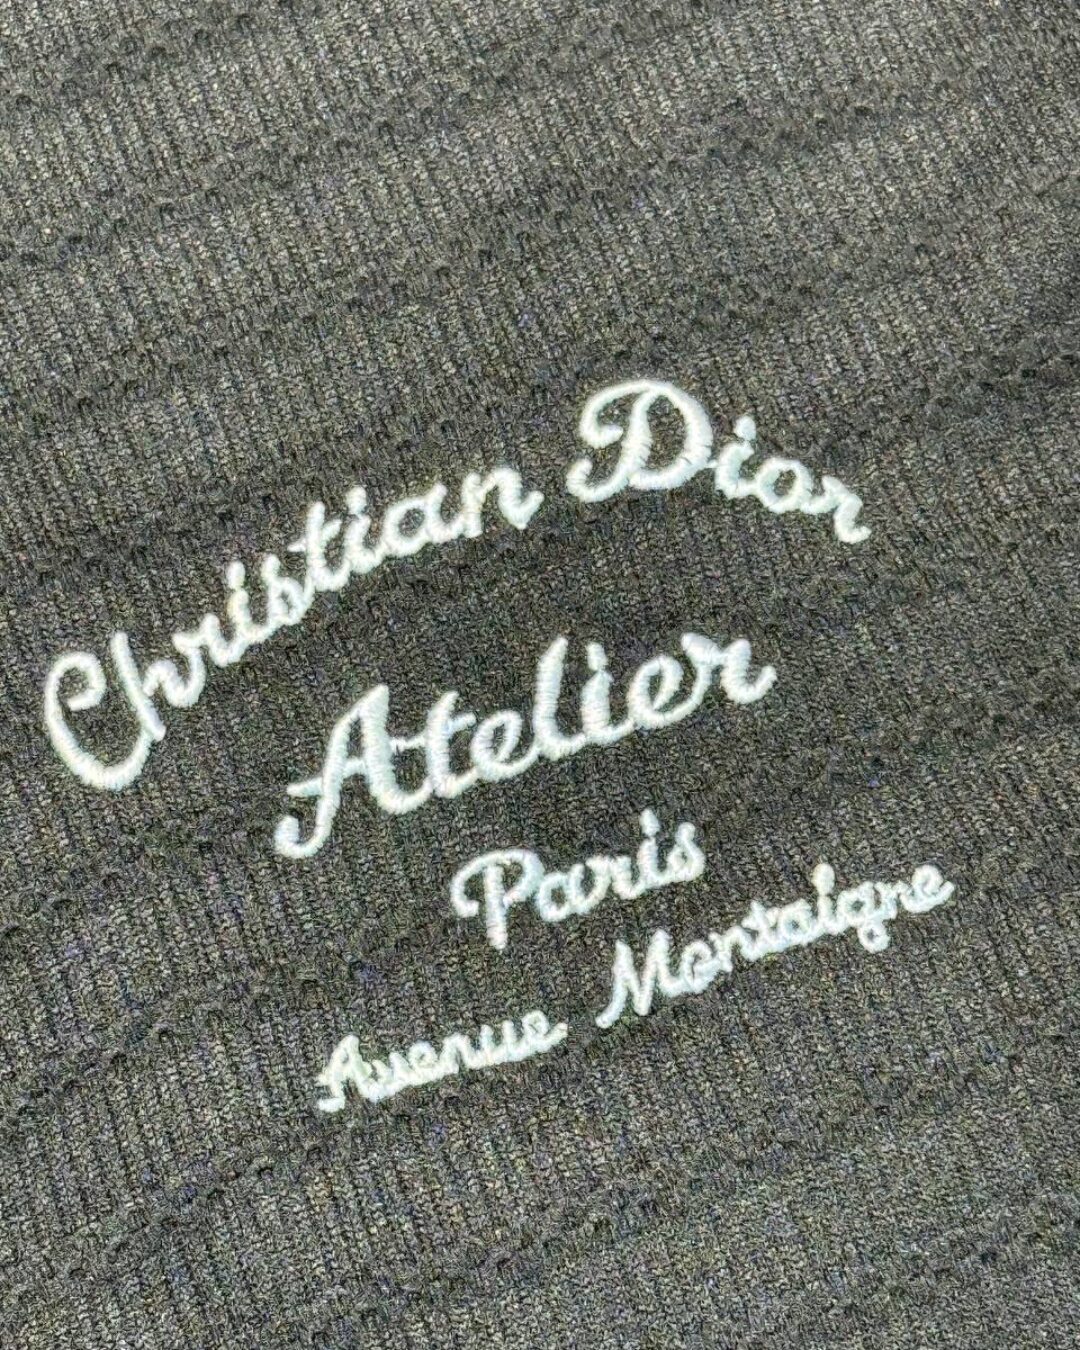 Christian Dior
Atelier
Paris
Avenue Montaigne